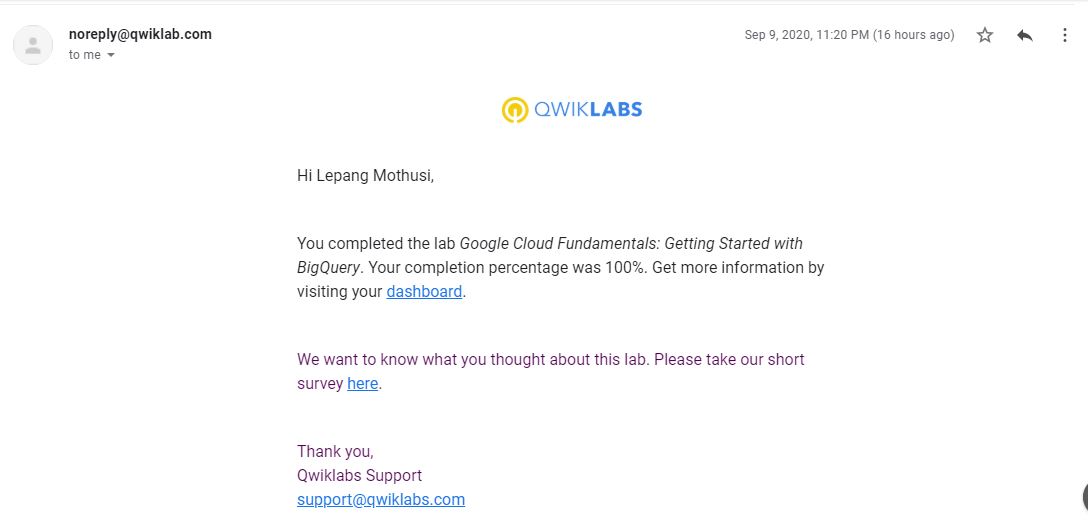 noreply@qwiklab.com
Sep 9, 2020, 11:20 PM (16 hours ago)
to me
QWIKLABS
Hi Lepang Mothusi,
You completed the lab Google Cloud Fundamentals: Getting Started with
BigQuery. Your completion percentage was 100%. Get more information by
visiting your dashboard.
We want to know what you thought about this lab. Please take our short
survey here.
Thank you,
Qwiklabs Support
support@qwiklabs.com